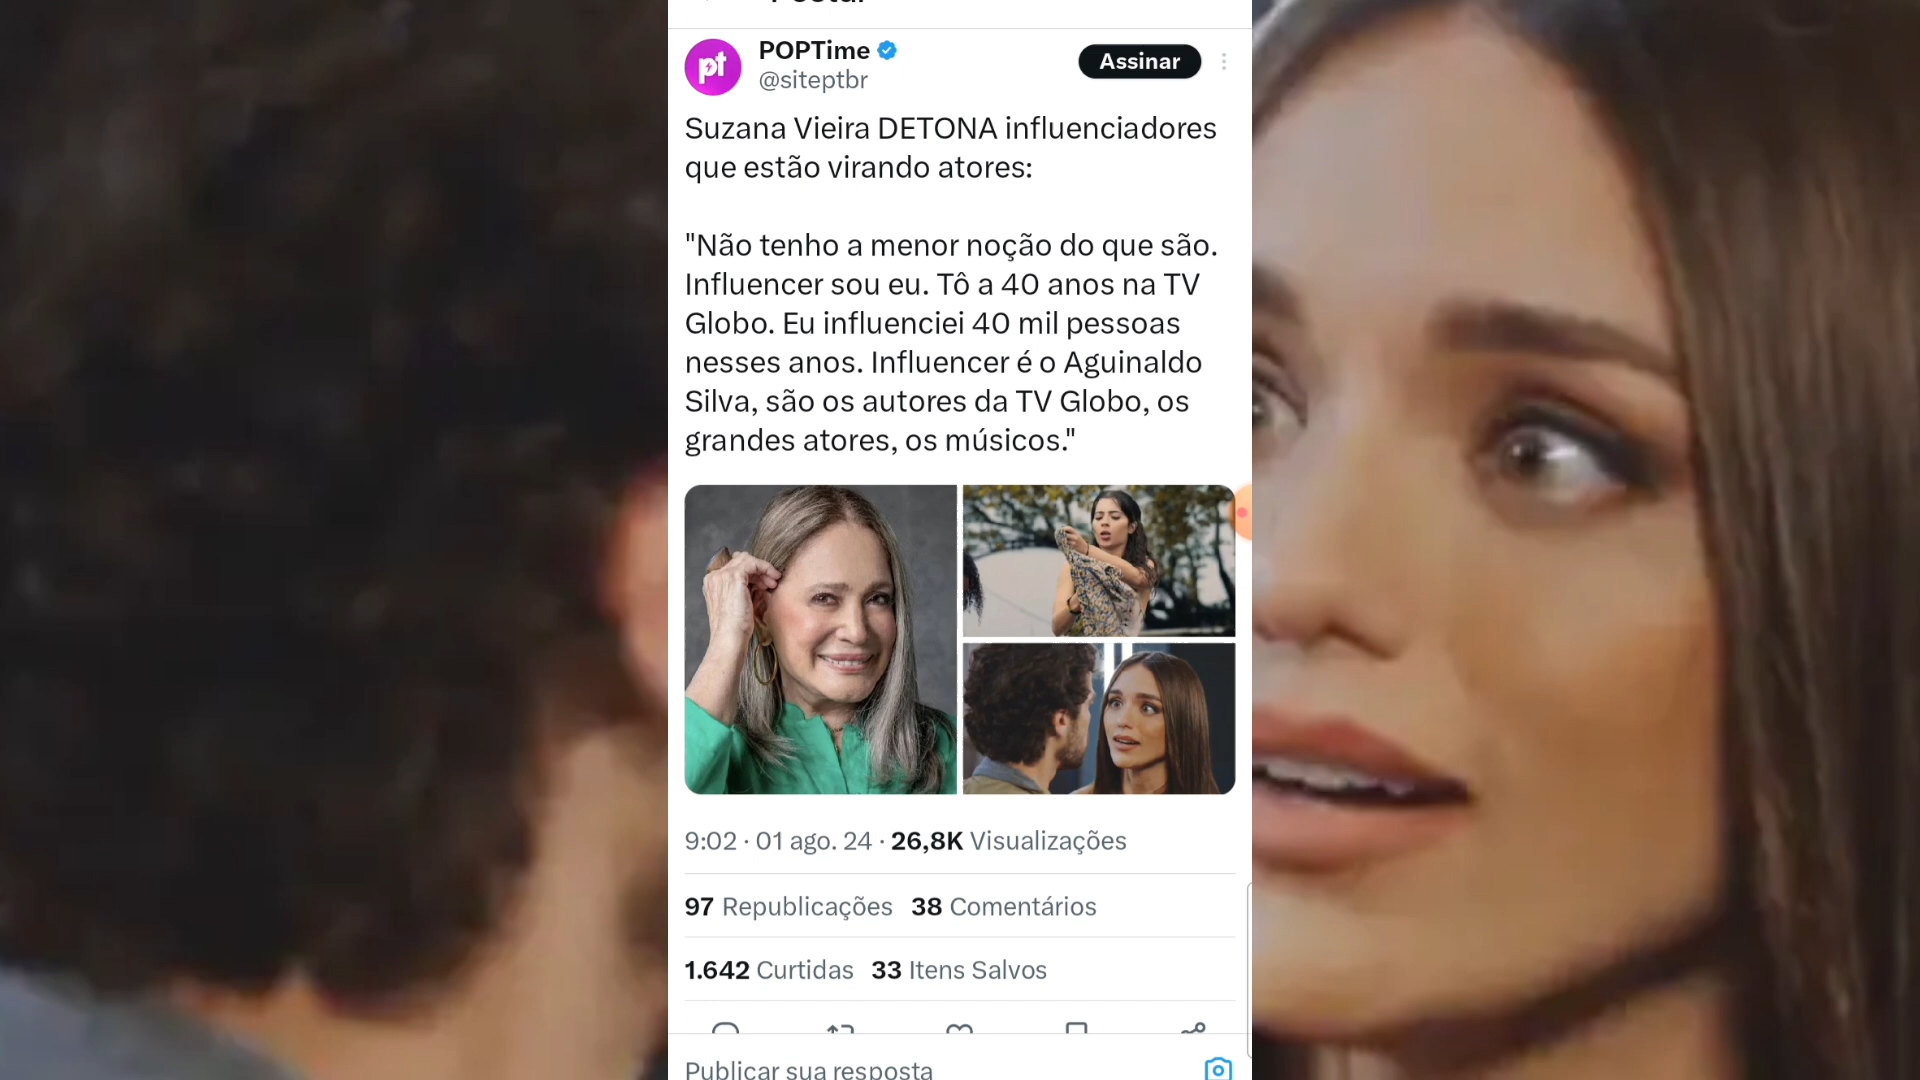 POPTime
@siteptbr
Assinar
pt
Suzana Vieira DETONA influenciadores
que estão virando atores:
"Não tenho a menor noção do que são.
Influencer sou eu. Tô a 40 anos na TV
Globo. Eu influenciei 40 mil pessoas
nesses anos. Influencer é o Aguinaldo
Silva, são os autores da TV Globo, os
grandes atores, os músicos."
9:02 · 01 ago. 24 · 26,8K Visualizações
97 Republicações 38 Comentários
1.642 Curtidas 33 Itens Salvos
Publicar sua resposta